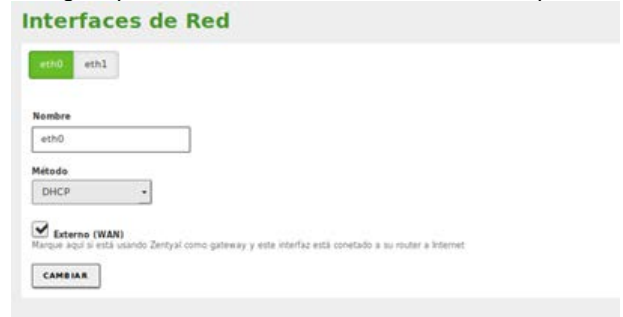 Interfaces de Red
eth0 eth1
Nombre
eth0
Método
DHCP
Externo (WAN)
Marque aquí si está usando Zentyal como gateway y este interfaz está conetado a su router a Internet
CAMBIAR